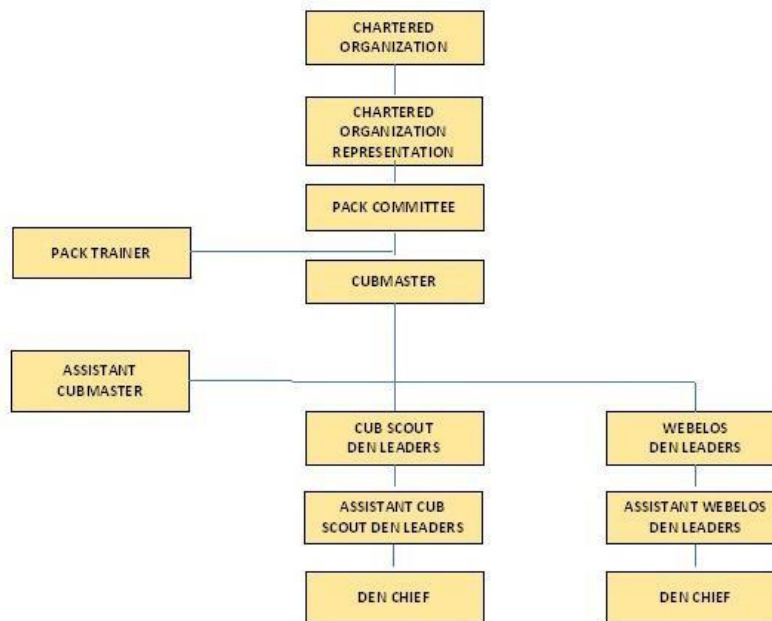 CHARTERED
ORGANIZATION
CHARTERED
ORGANIZATION
REPRESENTATION
PACK COMMITTEE
PACK TRAINER
CUBMASTER
ASSISTANT
CUBMASTER
CUB SCOUT
DEN LEADERS
WEBELOS
DEN LEADERS
ASSISTANT CUB
SCOUT DEN LEADERS
ASSISTANT WEBELOS
DEN LEADERS
DEN CHIEF
DEN CHIEF